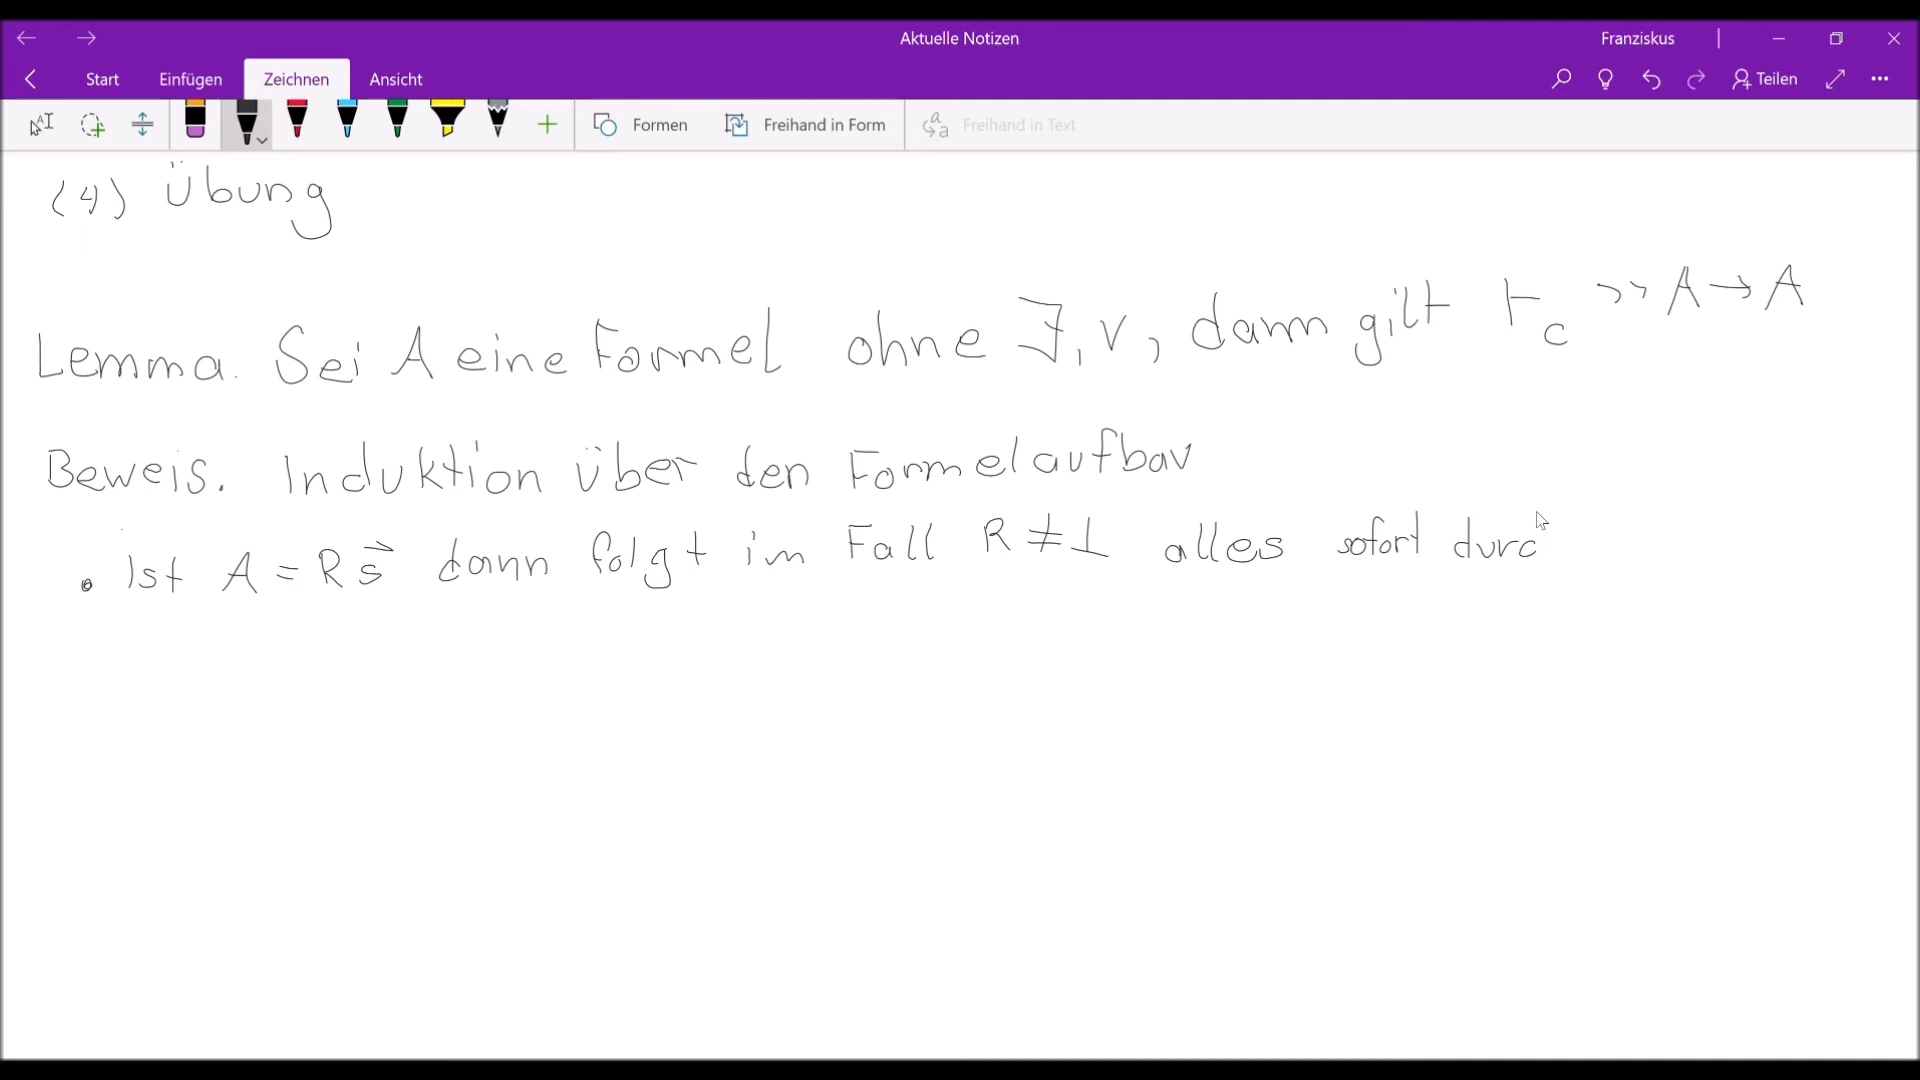 Aktuelle Notizen
Franziskus
Start Einfügen Zeichnen Ansicht
Teilen
Formen Freihand in Form Freihand in Text
(4) Übung
Lemma. Sei A eine Formel ohne ∃,∨, dann gilt ⊢c ¬¬A→A
Beweis. Induktion über den Formelaufbau
• Ist A = Rs⃗ dann folgt im Fall R≠⊥ alles sofort durc